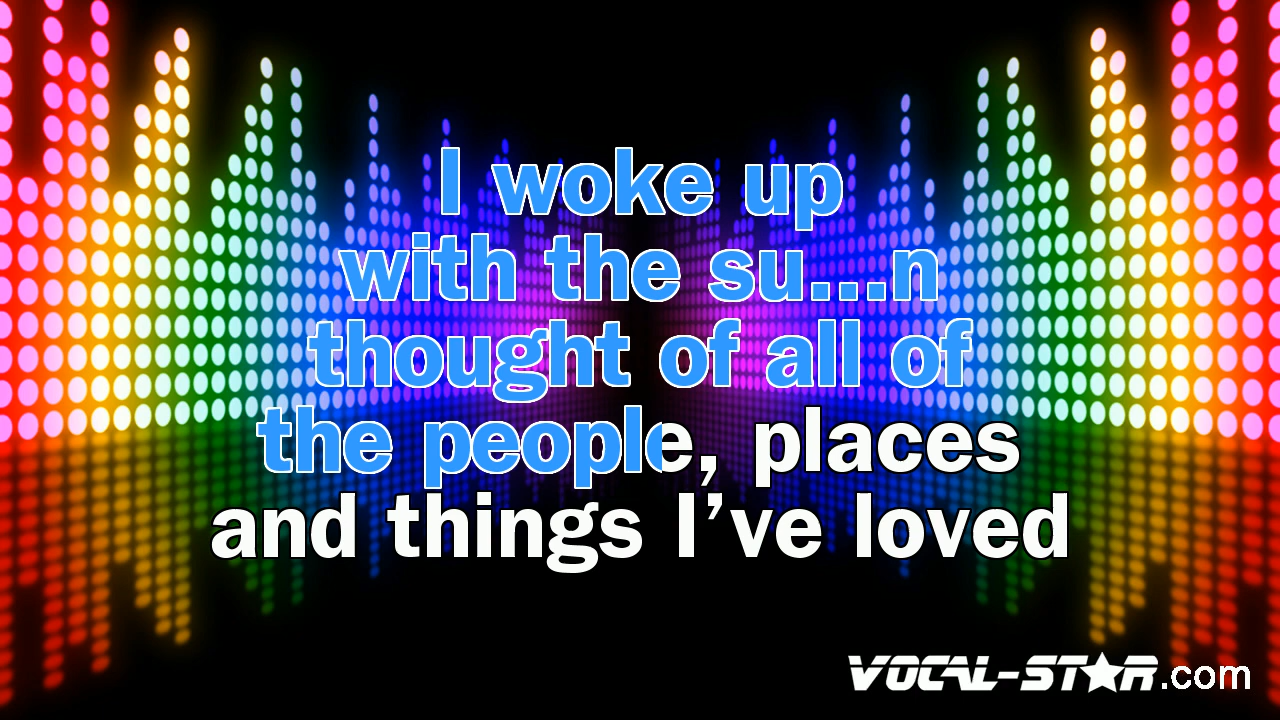 I woke up
with the su...n
thought of all of
the people, places
and things I’ve loved
VOCAL-STAR.com